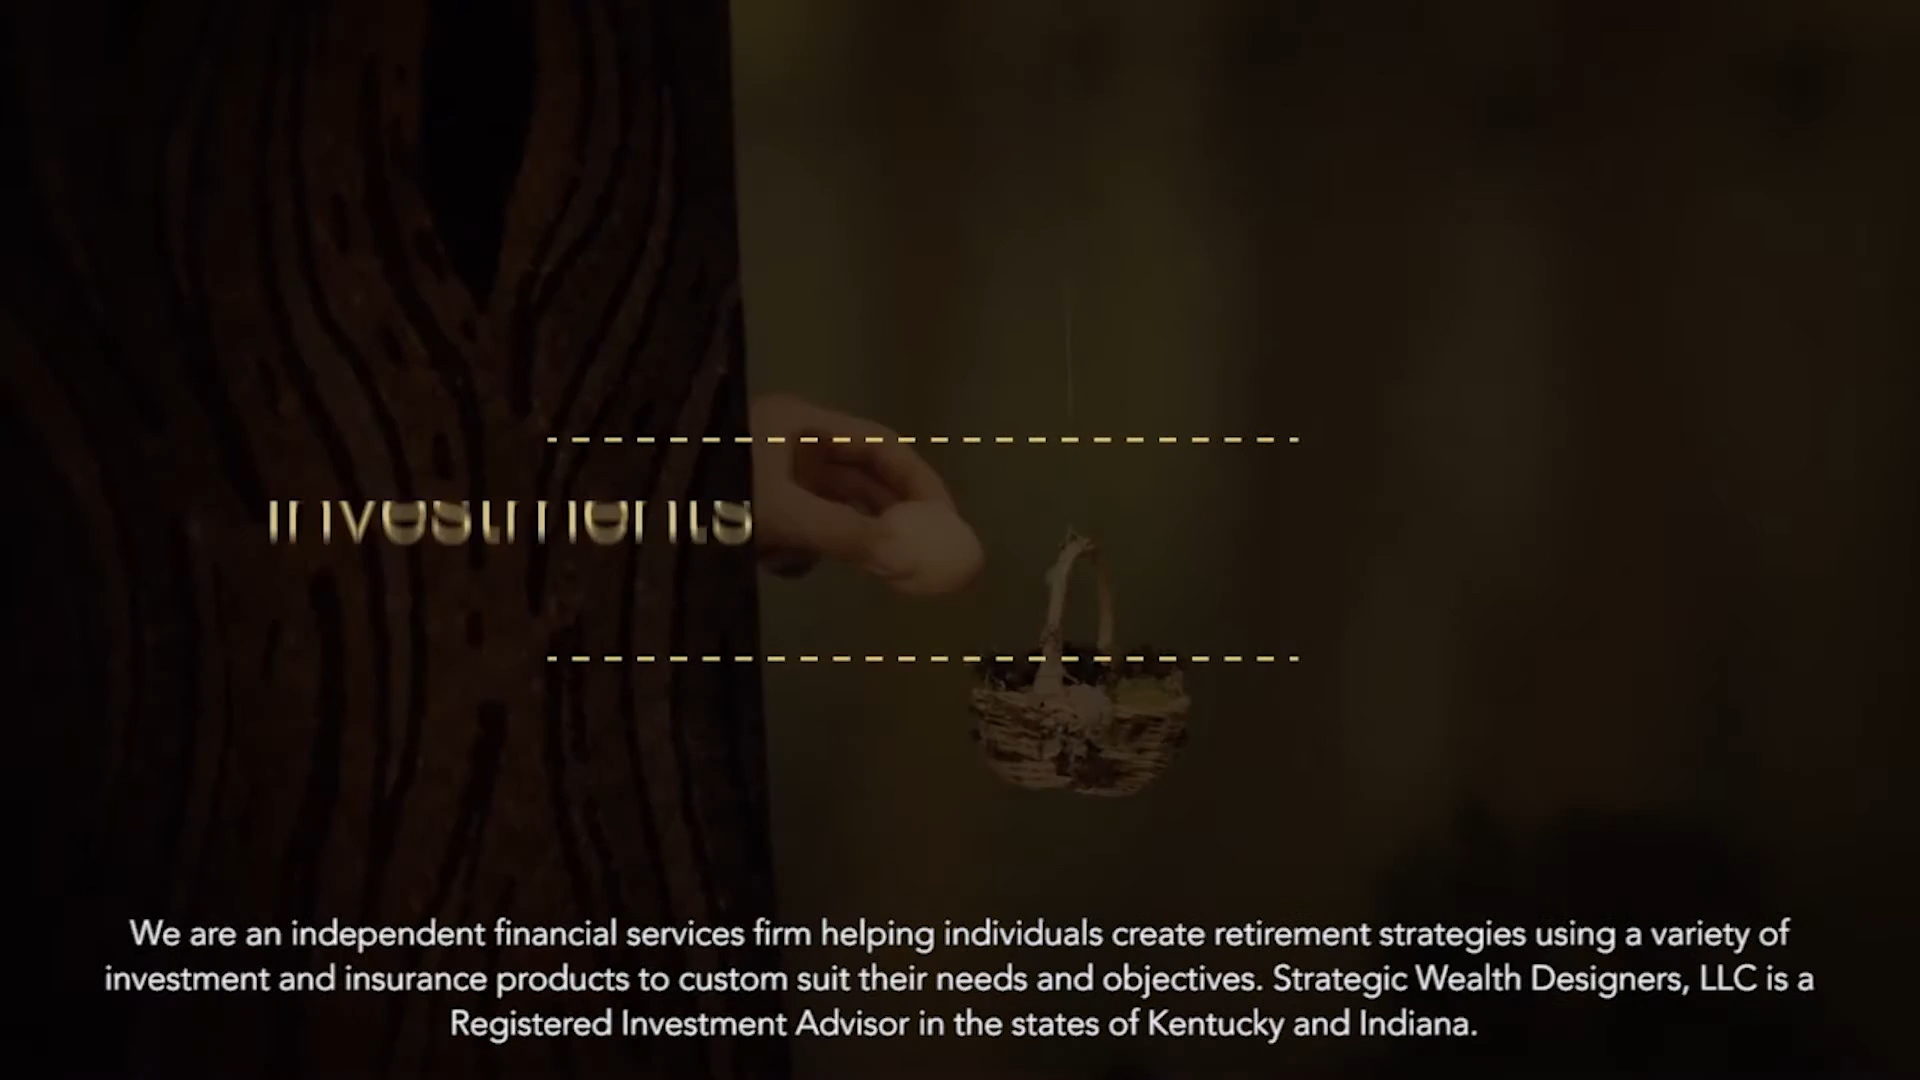 Investments
We are an independent financial services firm helping individuals create retirement strategies using a variety of
investment and insurance products to custom suit their needs and objectives. Strategic Wealth Designers, LLC is a
Registered Investment Advisor in the states of Kentucky and Indiana.